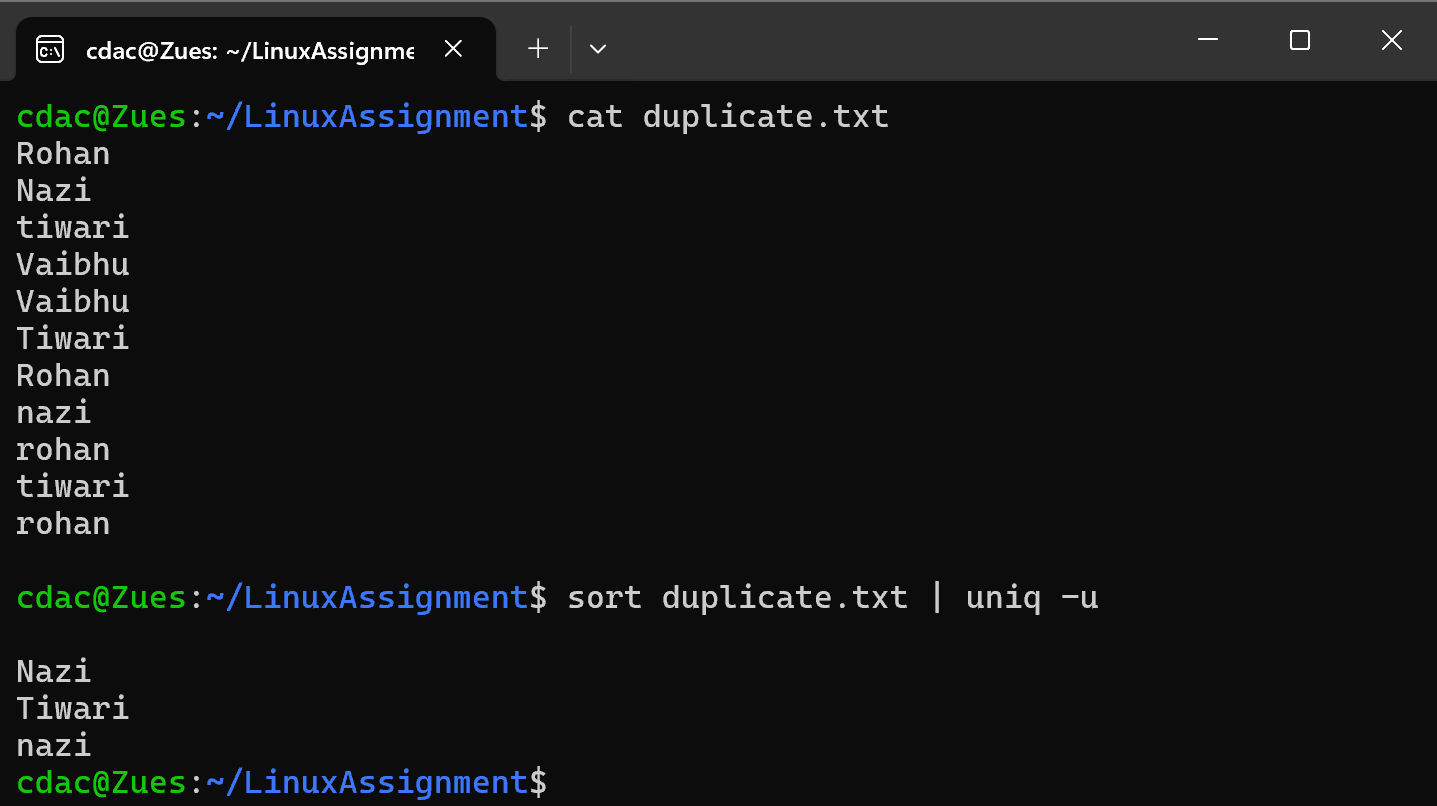 cdac@Zues: ~/LinuxAssignme
cdac@Zues:~/LinuxAssignment$ cat duplicate.txt
Rohan
Nazi
tiwari
Vaibhu
Vaibhu
Tiwari
Rohan
nazi
rohan
tiwari
rohan
cdac@Zues:~/LinuxAssignment$ sort duplicate.txt | uniq -u
Nazi
Tiwari
nazi
cdac@Zues:~/LinuxAssignment$